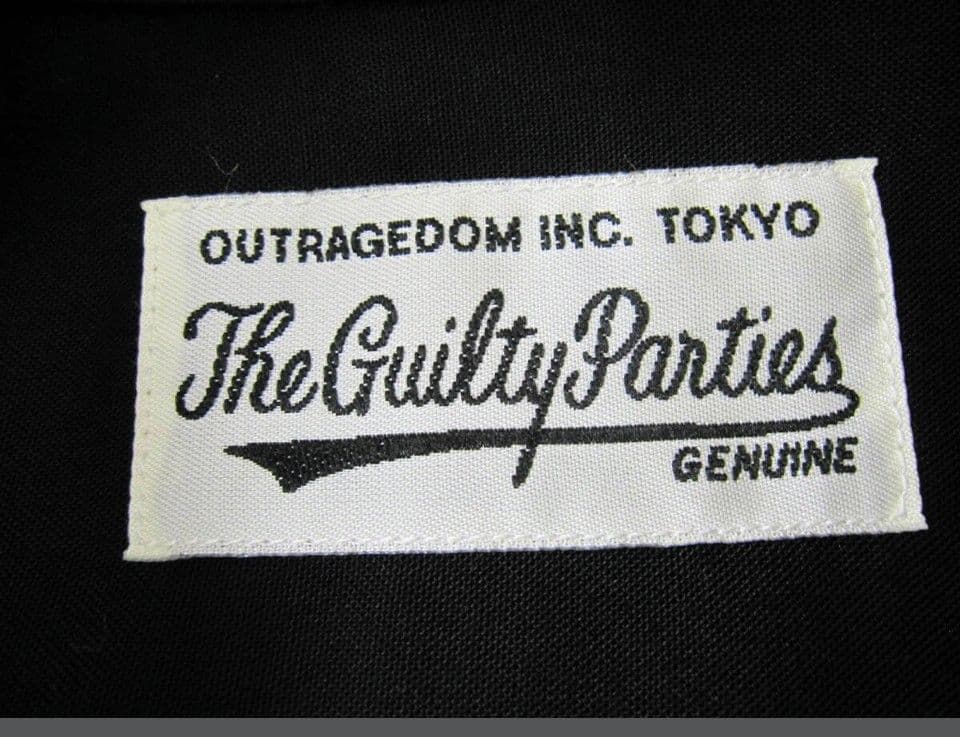 OUTRAGEDOM INC. TOKYO
The Guilty Parties
GENUINE